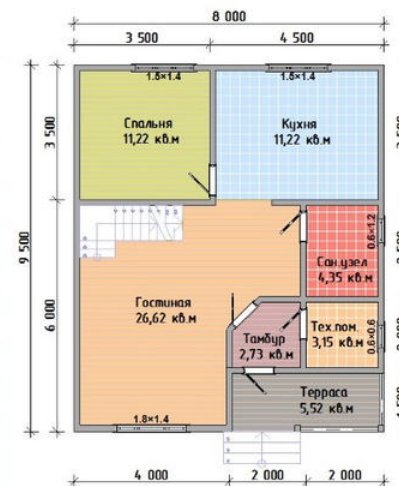 8 000
3 500 4 500
1.5×1.4 1.5×1.4
Спальня
11,22 кв.м
Кухня
11,22 кв.м
3 500
9 500
6 000
0.6×1.2
Сан.узел
4,35 кв.м
Гостиная
26,62 кв.м
Тамбур
2,73 кв.м
Тех.пом.
3,15 кв.м
0.6×0.6
Терраса
5,52 кв.м
1.8×1.4
4 000 2 000 2 000